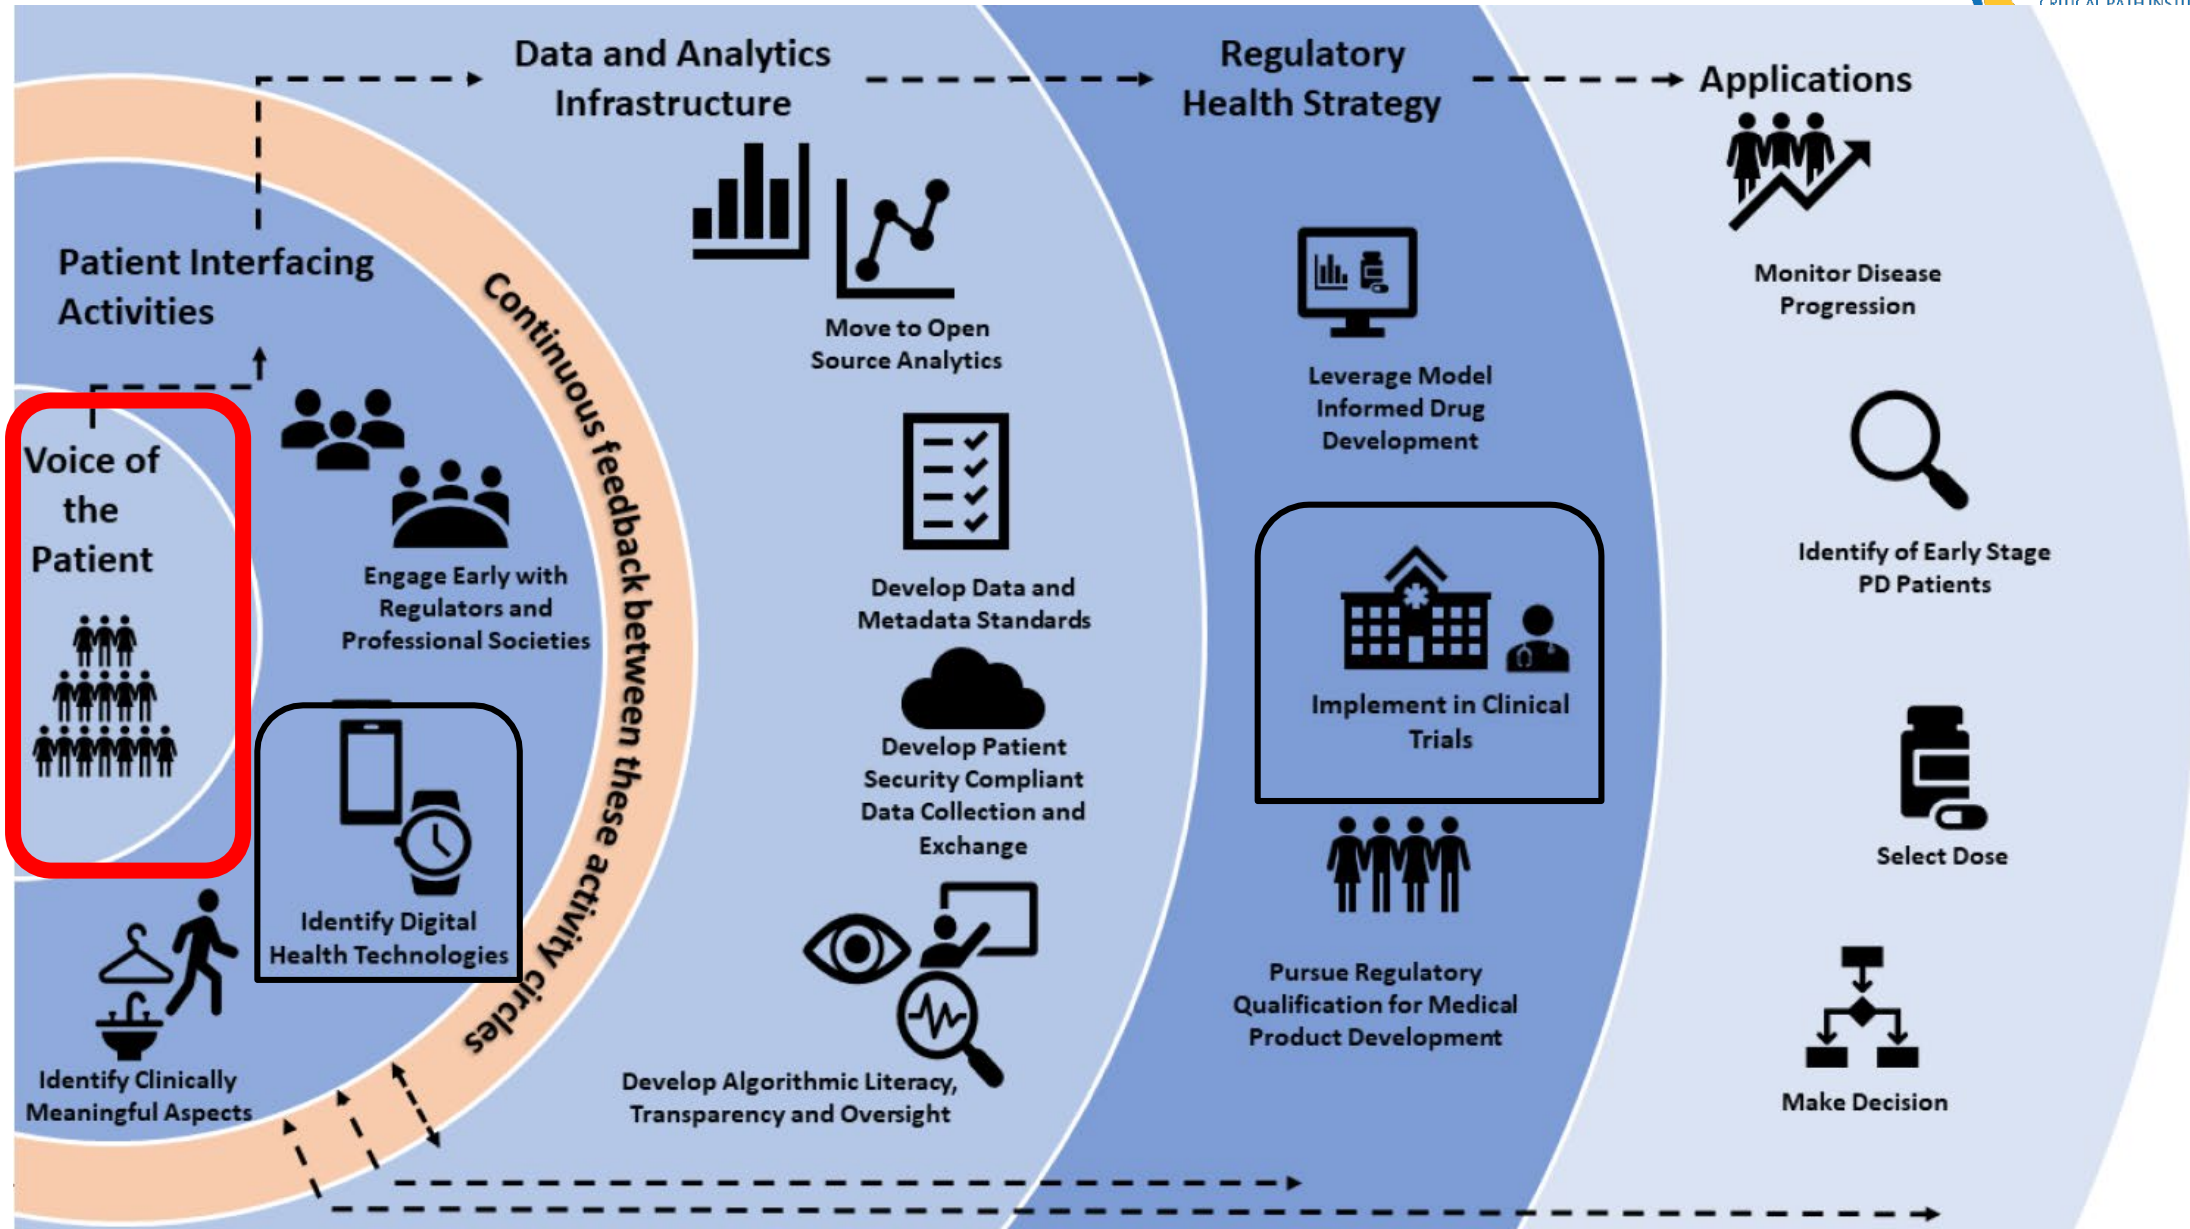 CRITICAL PATH INSTI
Data and Analytics
Infrastructure
Regulatory
Health Strategy
Applications
Patient Interfacing
Activities
Voice of
the
Patient
Engage Early with
Regulators and
Professional Societies
Identify Digital
Health Technologies
Identify Clinically
Meaningful Aspects
Continuous feedback between these activity circles
Move to Open
Source Analytics
Develop Data and
Metadata Standards
Develop Patient
Security Compliant
Data Collection and
Exchange
Develop Algorithmic Literacy,
Transparency and Oversight
Leverage Model
Informed Drug
Development
Implement in Clinical
Trials
Pursue Regulatory
Qualification for Medical
Product Development
Monitor Disease
Progression
Identify of Early Stage
PD Patients
Select Dose
Make Decision